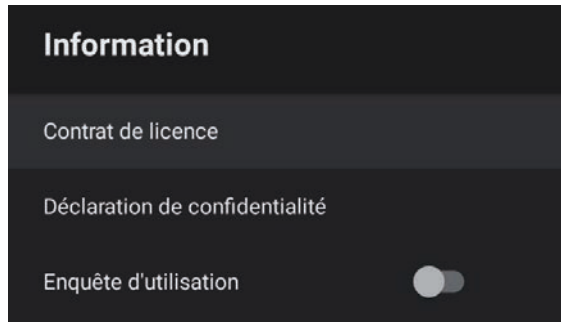 Information
Contrat de licence
Déclaration de confidentialité
Enquête d'utilisation